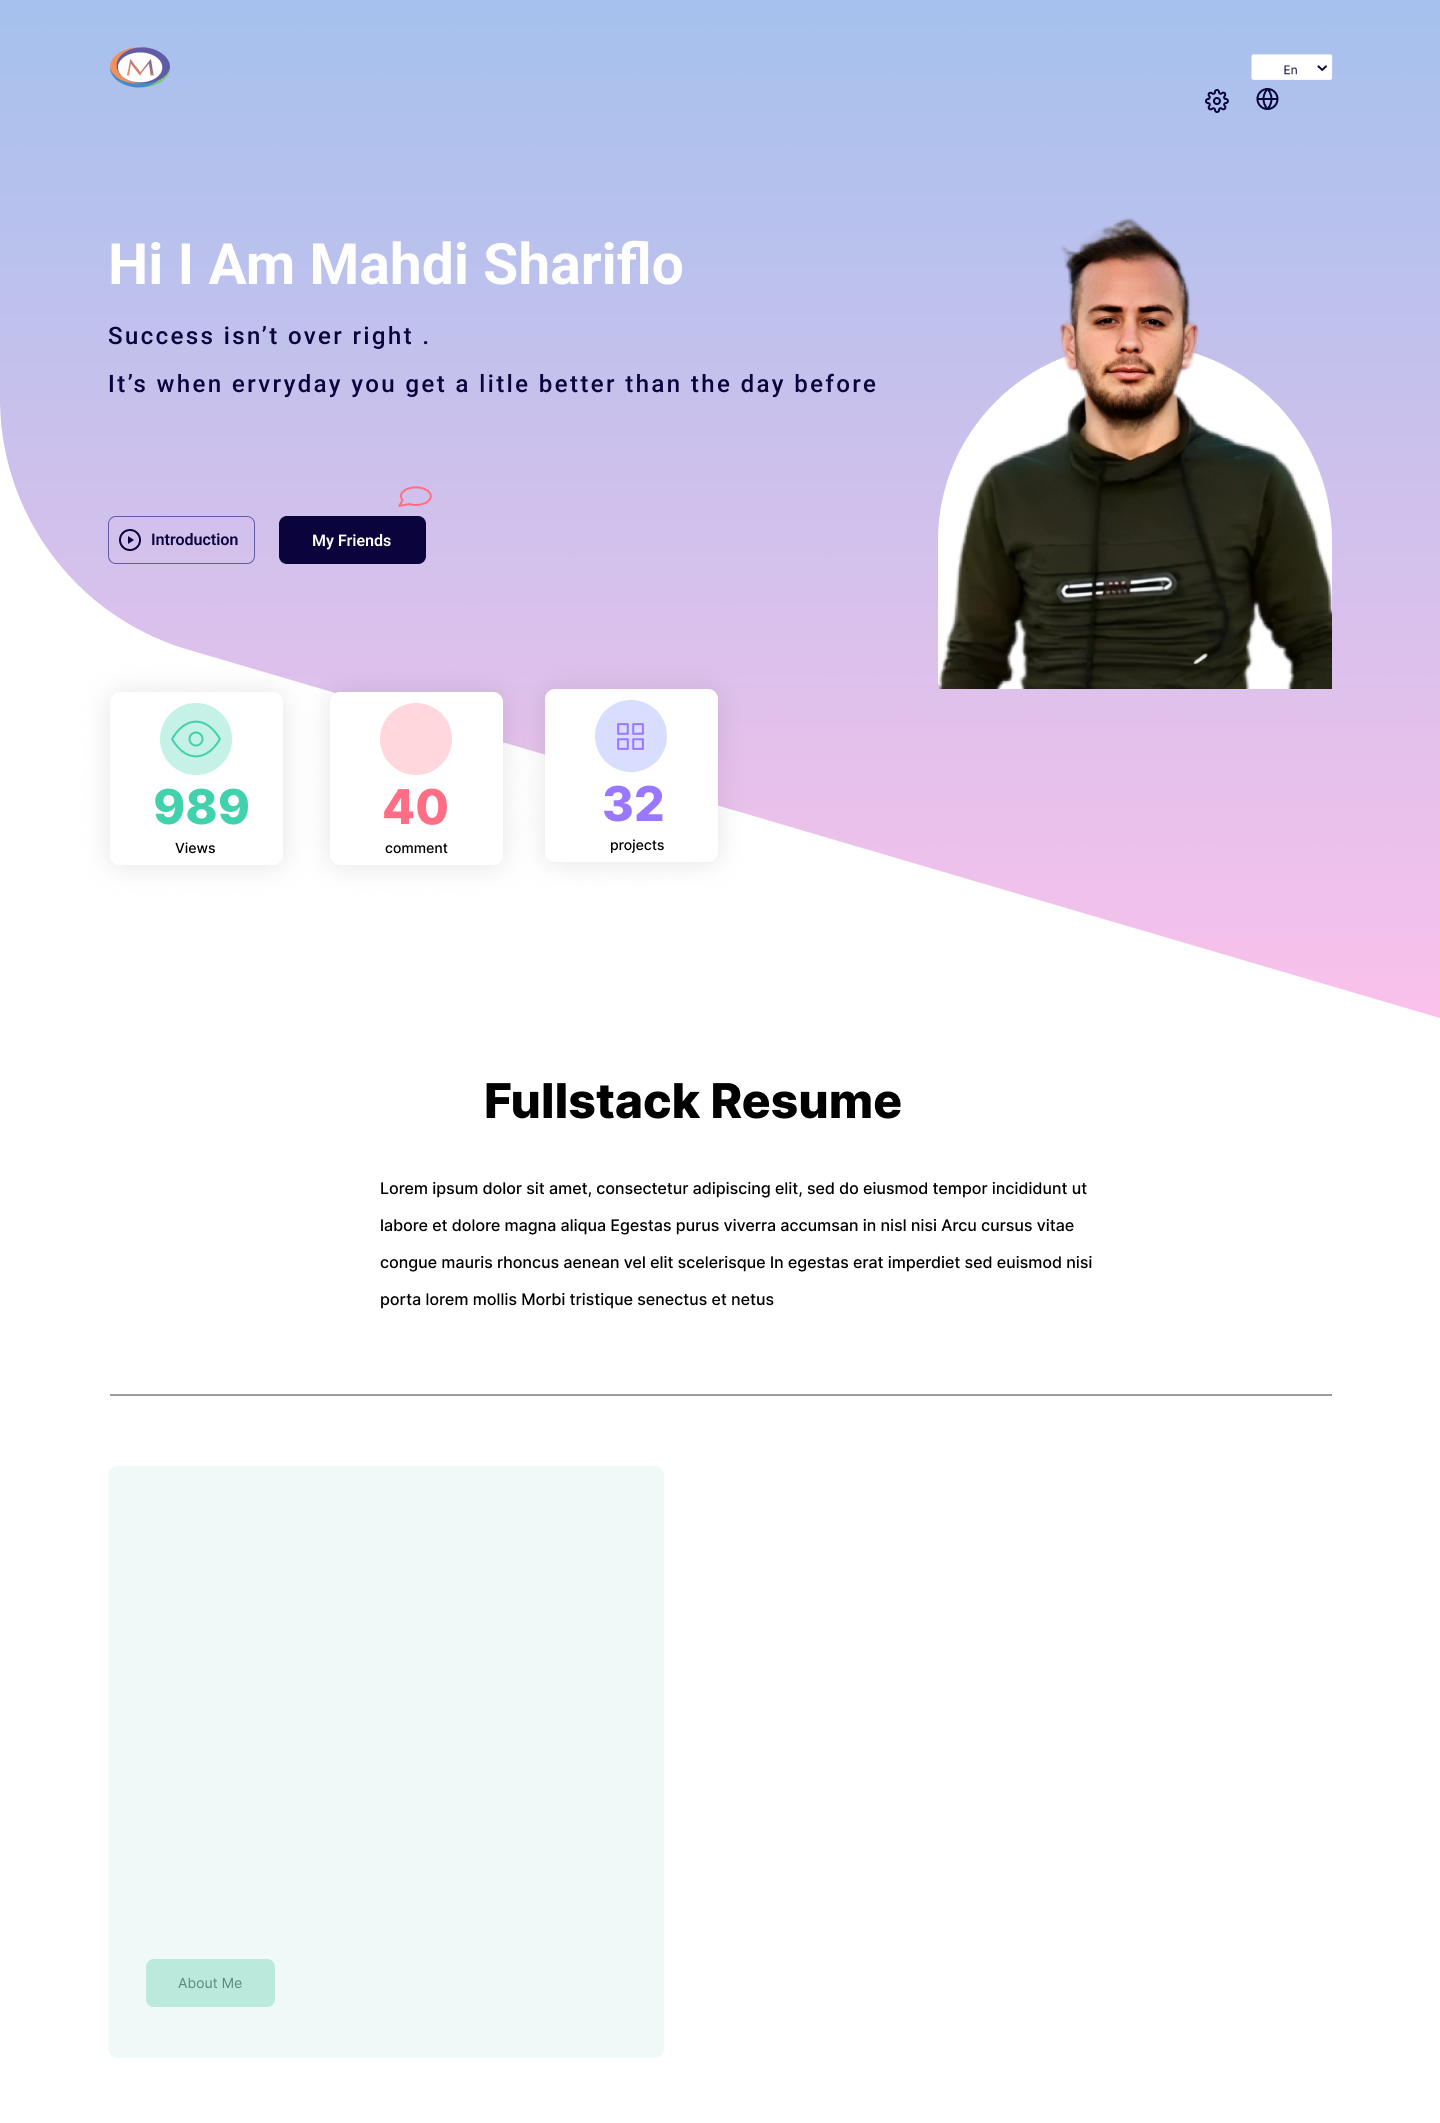 M
En
Hi I Am Mahdi Shariflo
Success isn’t over right .
It’s when ervryday you get a litle better than the day before
Introduction
My Friends
989
Views
40
comment
32
projects
Fullstack Resume
Lorem ipsum dolor sit amet, consectetur adipiscing elit, sed do eiusmod tempor incididunt ut
labore et dolore magna aliqua Egestas purus viverra accumsan in nisl nisi Arcu cursus vitae
congue mauris rhoncus aenean vel elit scelerisque In egestas erat imperdiet sed euismod nisi
porta lorem mollis Morbi tristique senectus et netus
About Me